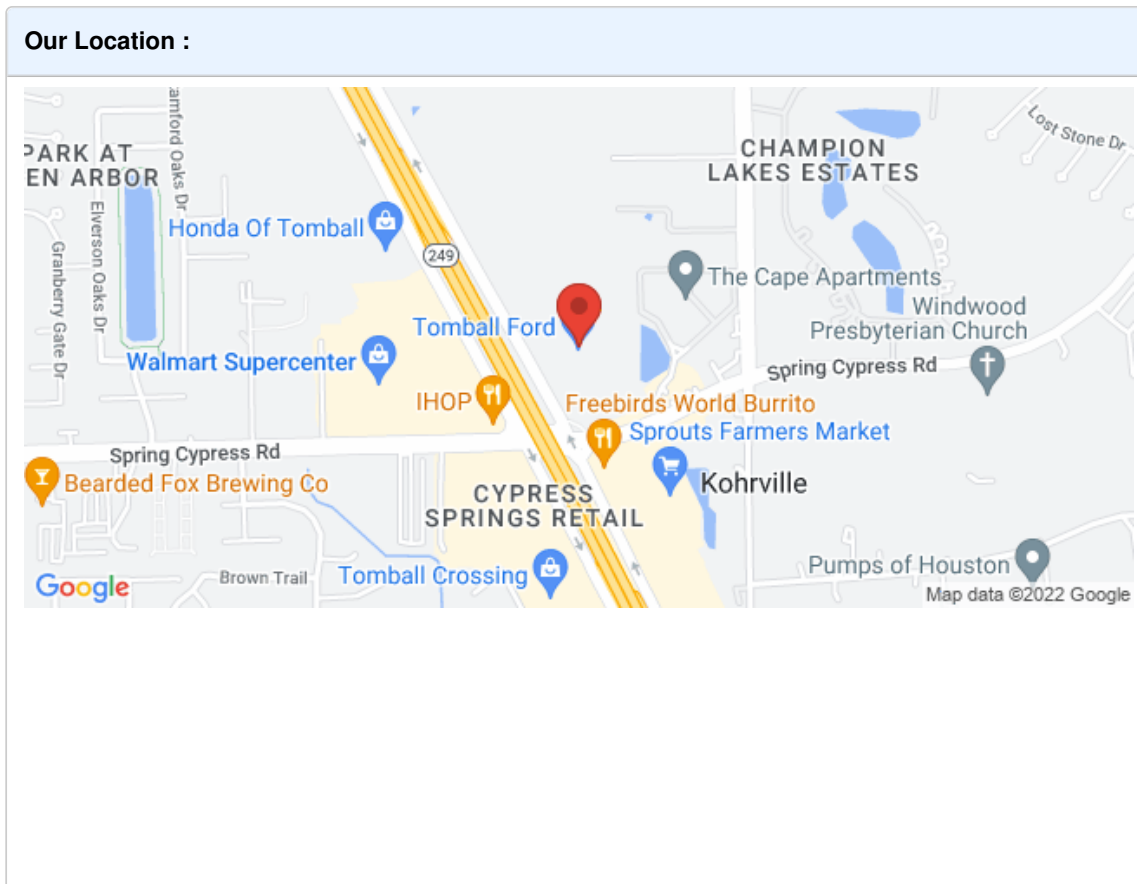 Our Location :
PARK AT
EN ARBOR
amford Oaks Dr
Elverson Oaks Dr
Granberry Gate Dr
Honda Of Tomball
249
CHAMPION
LAKES ESTATES
Lost Stone Dr
The Cape Apartments
Windwood
Presbyterian Church
Tomball Ford
Walmart Supercenter
IHOP
Spring Cypress Rd
Freebirds World Burrito
Sprouts Farmers Market
Spring Cypress Rd
Bearded Fox Brewing Co
CYPRESS
SPRINGS RETAIL
Kohrville
Brown Trail
Tomball Crossing
Pumps of Houston
Google
Map data ©2022 Google